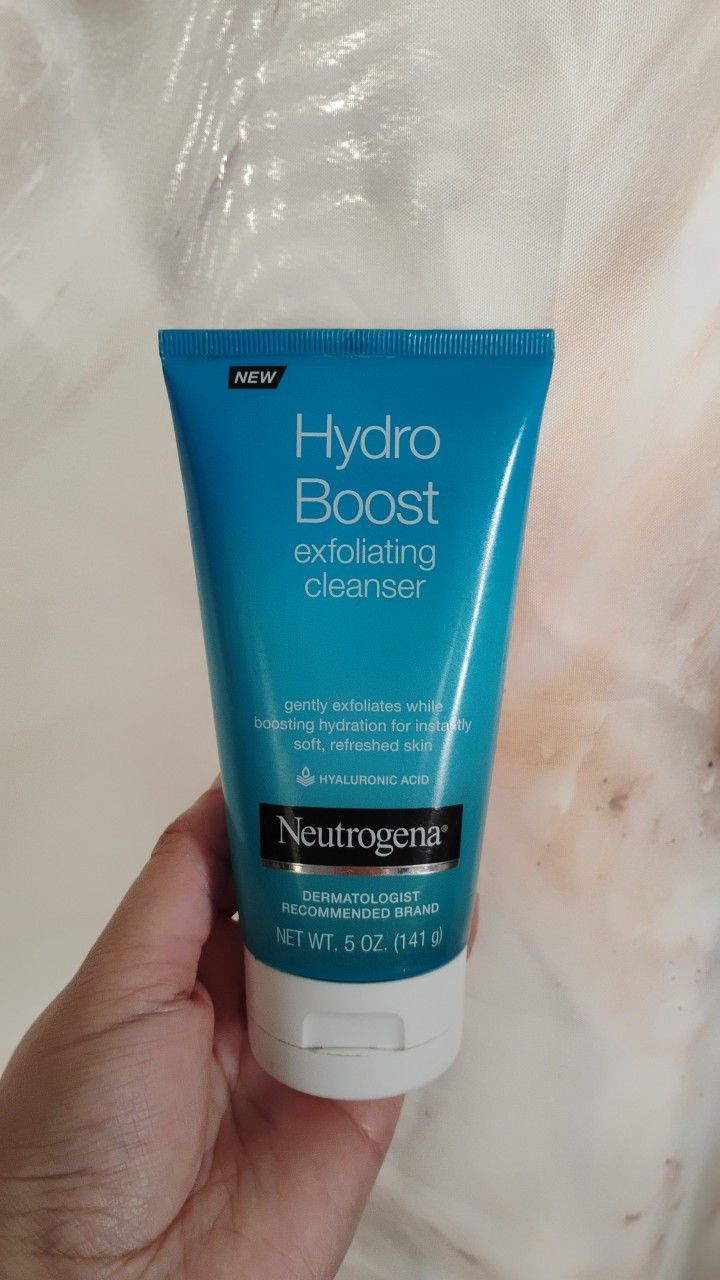 NEW
Hydro
Boost
exfoliating
cleanser
gently exfoliates while
boosting hydration for instantly
soft, refreshed skin
HYALURONIC ACID
Neutrogena®
DERMATOLOGIST
RECOMMENDED BRAND
NET WT. 5 OZ. (141 g)